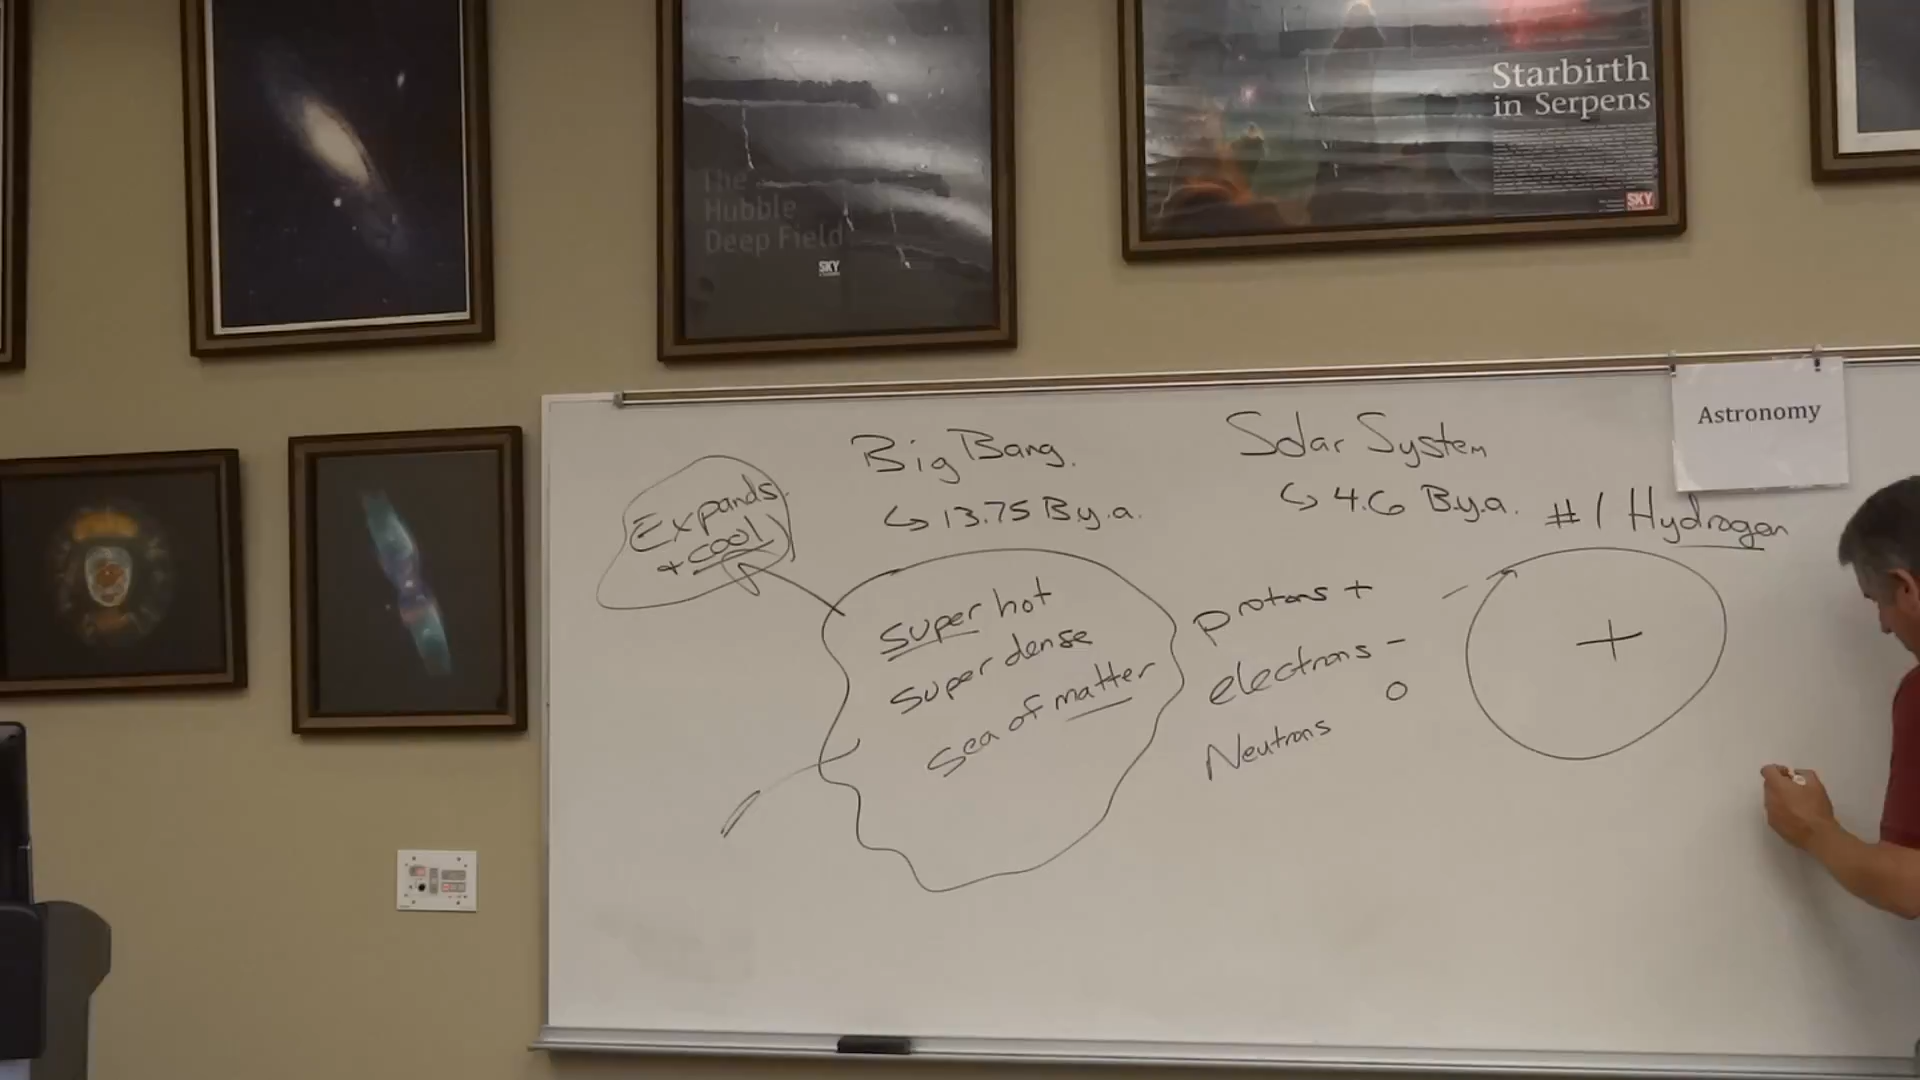 The
Hubble
Deep Field
SKY
Starbirth
in Serpens
SKY
Astronomy
Big Bang.
↳ 13.75 B.y.a.
Solar System
↳ 4.6 B.y.a.
#1 Hydrogen
Expands
+ cool
super hot
super dense
sea of matter
protons +
electrons -
o
Neutrons
+